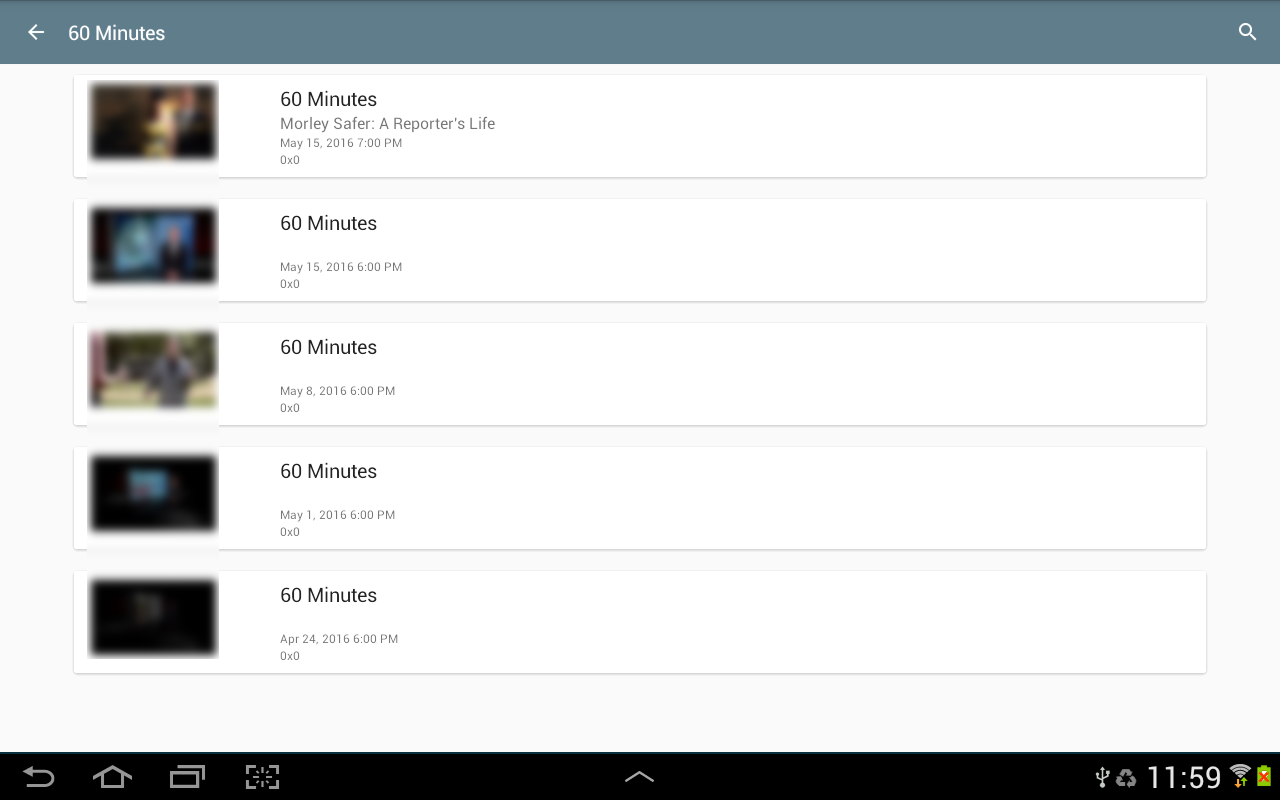 60 Minutes
60 Minutes
Morley Safer: A Reporter's Life
May 15, 2016 7:00 PM
0x0
60 Minutes
May 15, 2016 6:00 PM
0x0
60 Minutes
May 8, 2016 6:00 PM
0x0
60 Minutes
May 1, 2016 6:00 PM
0x0
60 Minutes
Apr 24, 2016 6:00 PM
0x0
11:59